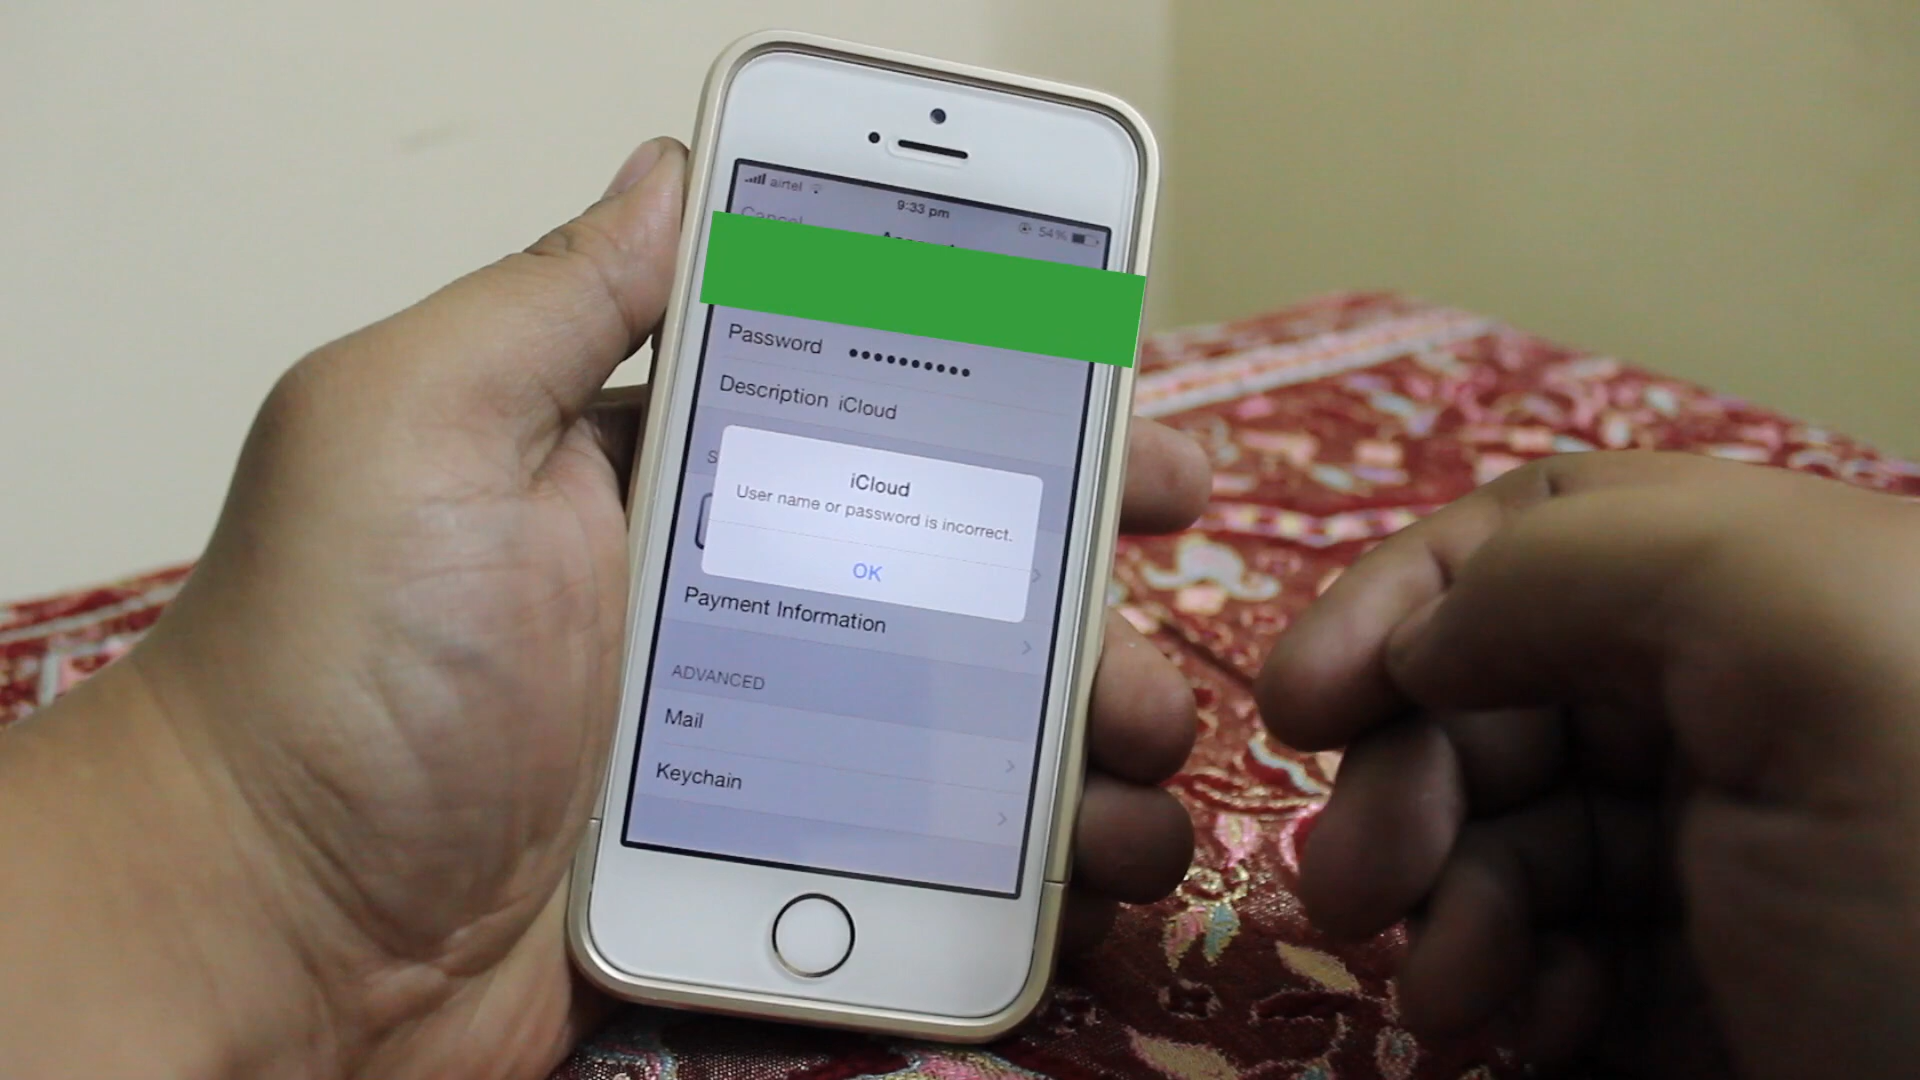 airtel
9:33 pm
54%
Cancel
Password ••••••••••
Description iCloud
iCloud
User name or password is incorrect.
OK
Payment Information
ADVANCED
Mail
Keychain